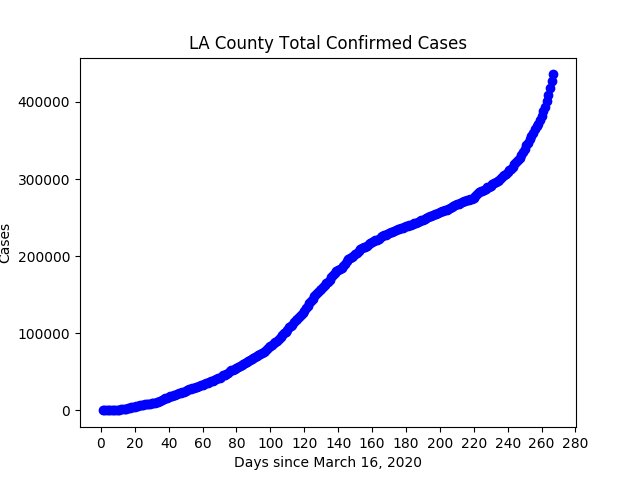 LA County Total Confirmed Cases
400000
300000
200000
100000
0
Cases
0 20 40 60 80 100 120 140 160 180 200 220 240 260 280
Days since March 16, 2020